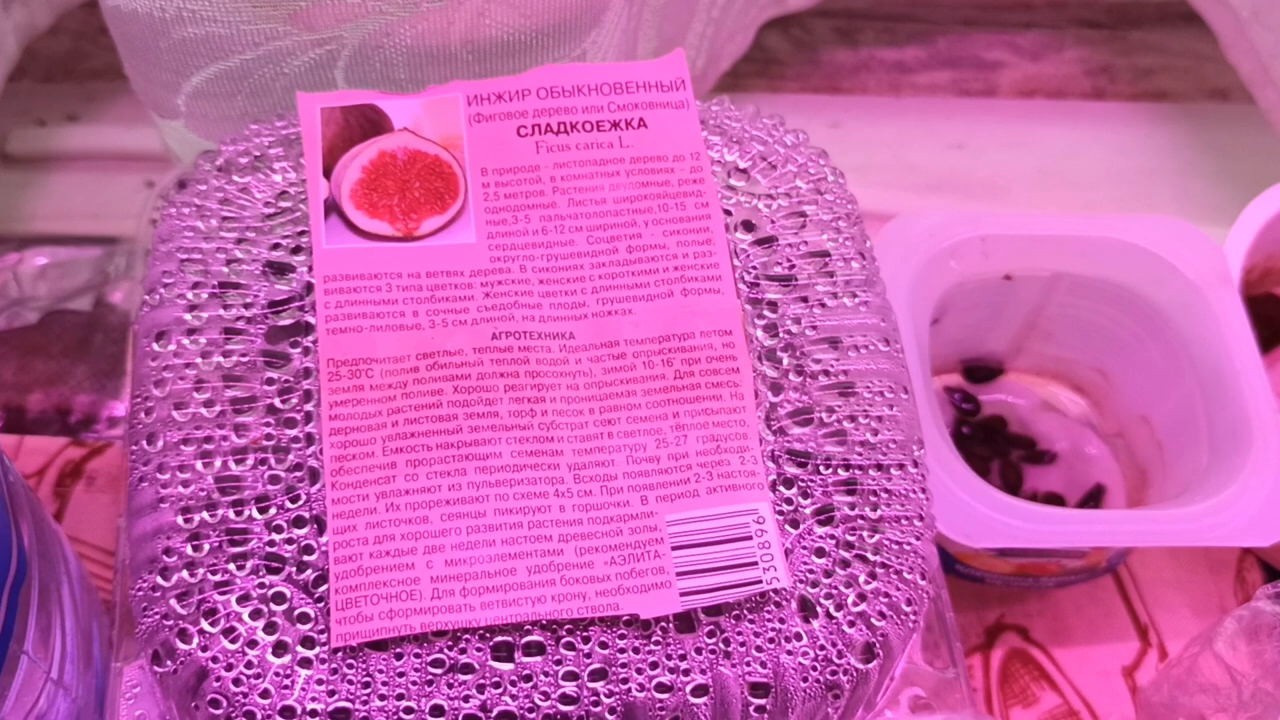 ИНЖИР ОБЫКНОВЕННЫЙ
(Фиговое дерево или Смоковница)
СЛАДКОЕЖКА
Ficus carica L.
В природе - листопадное дерево до 12
м высотой, в комнатных условиях – до
2,5 метров. Растения двудомные, реже
однодомные. Листья широкояйцевид-
ные,3-5 пальчатолопастные,10-15 см
длиной и 6-12 см шириной, у основания
сердцевидные. Соцветия - сиконии,
округло-грушевидной формы, полые,
развиваются на ветвях дерева. В сикониях закладываются и раз-
виваются 3 типа цветков: мужские, женские с короткими и женские
с длинными столбиками. Женские цветки с длинными столбиками
развиваются в сочные съедобные плоды, грушевидной формы,
темно-лиловые, 3-5 см длиной, на длинных ножках.
АГРОТЕХНИКА
Предпочитает светлые, теплые места. Идеальная температура летом
25-30°С (полив обильный теплой водой и частые опрыскивания, но
земля между поливами должна просохнуть), зимой 10-16° при очень
умеренном поливе. Хорошо реагирует на опрыскивания. Для совсем
молодых растений подойдет легкая и проницаемая земельная смесь:
дерновая и листовая земля, торф и песок в равном соотношении. На
хорошо увлажненный земельный субстрат сеют семена и присыпают
песком. Емкость накрывают стеклом и ставят в светлое, тёплое место,
обеспечив прорастающим семенам температуру 25-27 градусов.
Конденсат со стекла периодически удаляют. Почву при необходи-
мости увлажняют из пульверизатора. Всходы появляются через 2-3
недели. Их прореживают по схеме 4х5 см. При появлении 2-3 настоя-
щих листочков, сеянцы пикируют в горшочки. В период активного
роста для хорошего развития растения подкармли-
вают каждые две недели настоем древесной золы,
удобрением с микроэлементами (рекомендуем
комплексное минеральное удобрение «АЭЛИТА-
ЦВЕТОЧНОЕ). Для формирования боковых побегов,
чтобы сформировать ветвистую крону, необходимо
прищипнуть верхушку центрального ствола.
530896